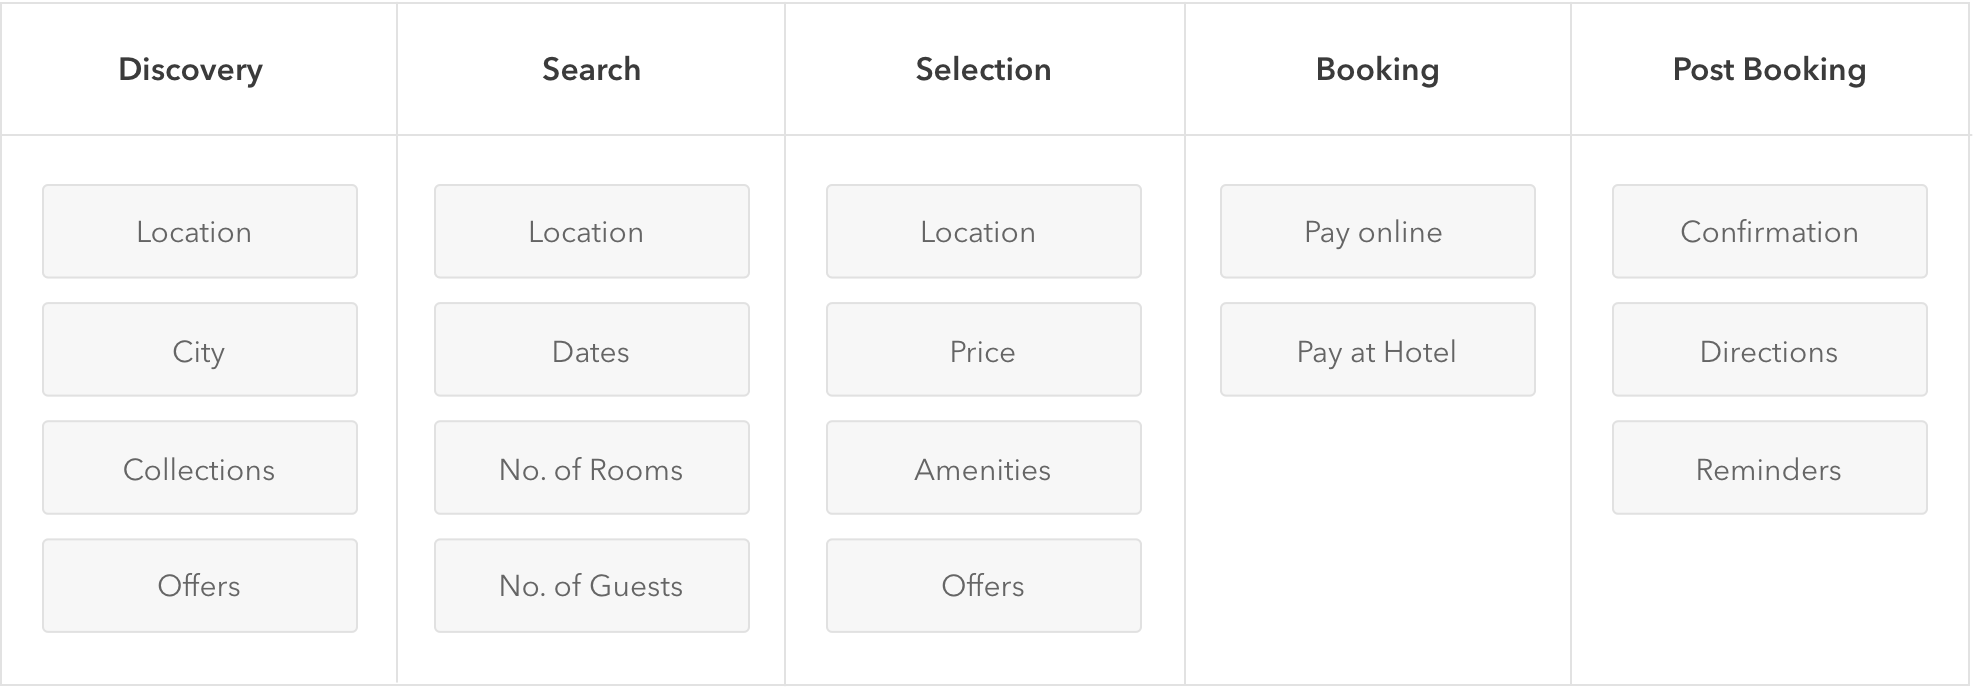 Discovery
Search
Selection
Booking
Post Booking
Location
Location
Location
Pay online
Confirmation
City
Dates
Price
Pay at Hotel
Directions
Collections
No. of Rooms
Amenities
Reminders
Offers
No. of Guests
Offers